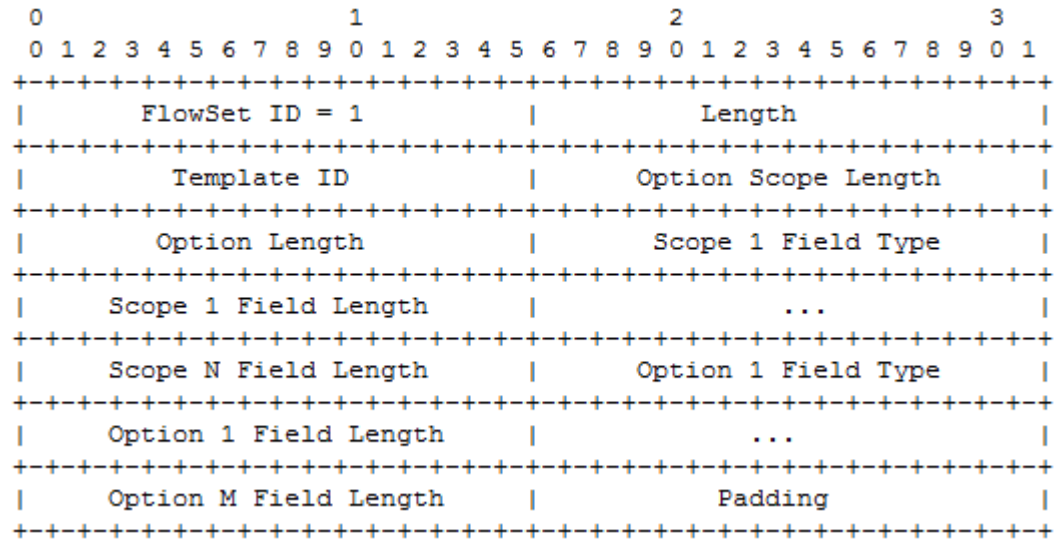 0                   1                   2                   3
 0 1 2 3 4 5 6 7 8 9 0 1 2 3 4 5 6 7 8 9 0 1 2 3 4 5 6 7 8 9 0 1
+-+-+-+-+-+-+-+-+-+-+-+-+-+-+-+-+-+-+-+-+-+-+-+-+-+-+-+-+-+-+-+-+
|       FlowSet ID = 1          |          Length               |
+-+-+-+-+-+-+-+-+-+-+-+-+-+-+-+-+-+-+-+-+-+-+-+-+-+-+-+-+-+-+-+-+
|         Template ID           |      Option Scope Length      |
+-+-+-+-+-+-+-+-+-+-+-+-+-+-+-+-+-+-+-+-+-+-+-+-+-+-+-+-+-+-+-+-+
|        Option Length          |       Scope 1 Field Type      |
+-+-+-+-+-+-+-+-+-+-+-+-+-+-+-+-+-+-+-+-+-+-+-+-+-+-+-+-+-+-+-+-+
|     Scope 1 Field Length      |               ...             |
+-+-+-+-+-+-+-+-+-+-+-+-+-+-+-+-+-+-+-+-+-+-+-+-+-+-+-+-+-+-+-+-+
|     Scope N Field Length      |      Option 1 Field Type      |
+-+-+-+-+-+-+-+-+-+-+-+-+-+-+-+-+-+-+-+-+-+-+-+-+-+-+-+-+-+-+-+-+
|     Option 1 Field Length     |             ...               |
+-+-+-+-+-+-+-+-+-+-+-+-+-+-+-+-+-+-+-+-+-+-+-+-+-+-+-+-+-+-+-+-+
|     Option M Field Length     |           Padding             |
+-+-+-+-+-+-+-+-+-+-+-+-+-+-+-+-+-+-+-+-+-+-+-+-+-+-+-+-+-+-+-+-+